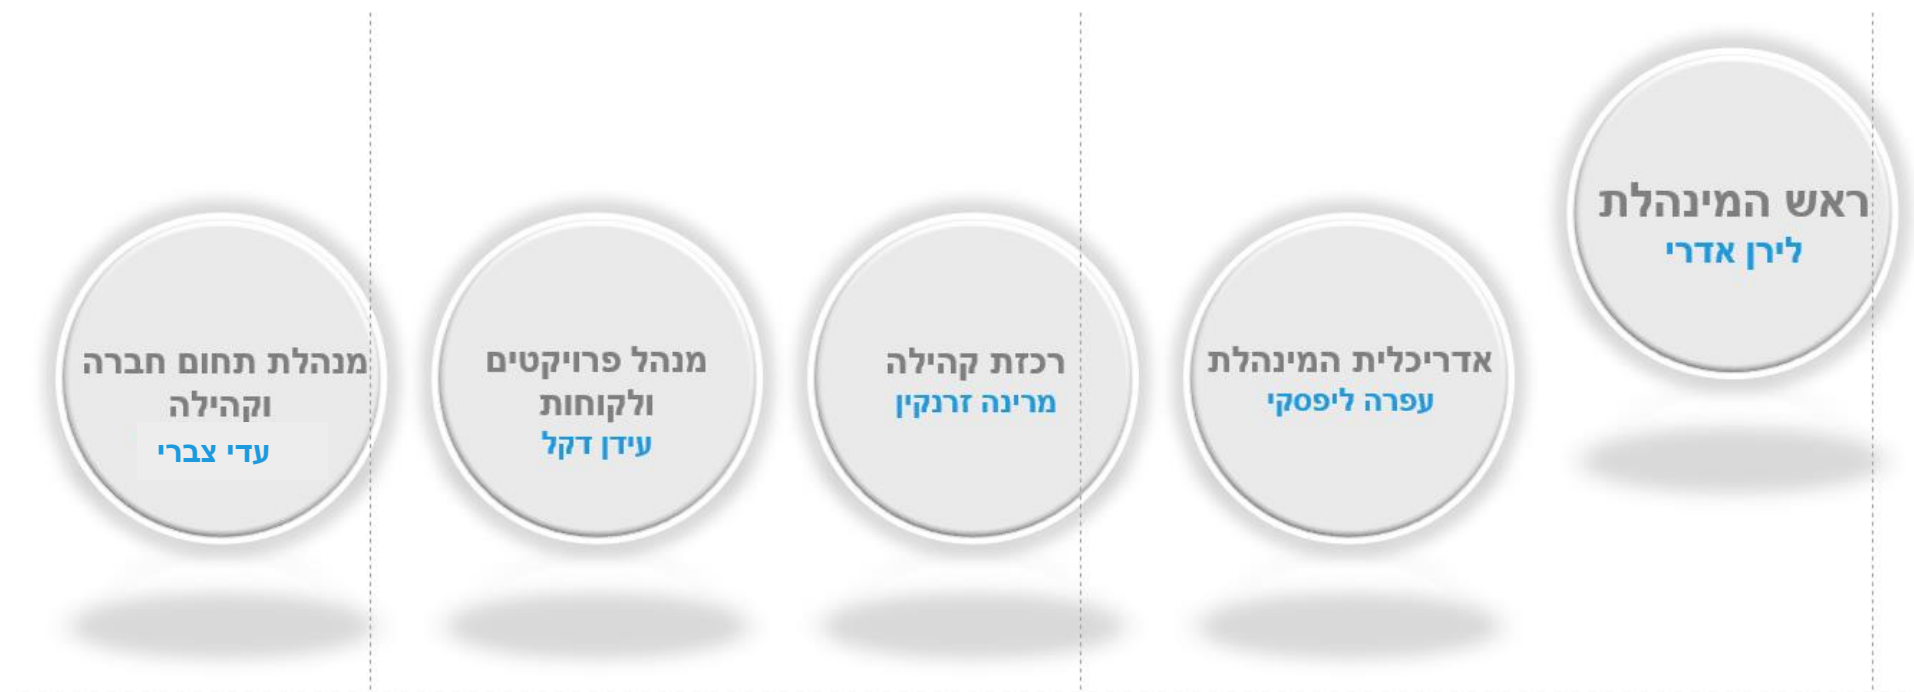 ראש המינהלת
לירן אדרי
אדריכלית המינהלת
עפרה ליפסקי
רכזת קהילה
מרינה זרנקין
מנהל פרויקטים
ולקוחות
עידן דקל
מנהלת תחום חברה
וקהילה
עדי צברי